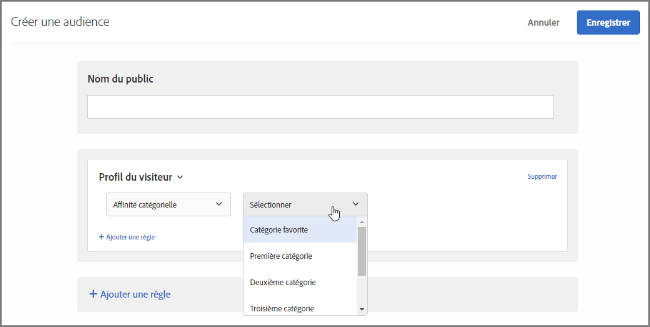 Créer une audience
Annuler
Enregistrer
Nom du public
Profil du visiteur
Supprimer
Affinité catégorielle
Sélectionner
Catégorie favorite
+ Ajouter une règle
Première catégorie
Deuxième catégorie
+ Ajouter une règle
Troisième catégorie